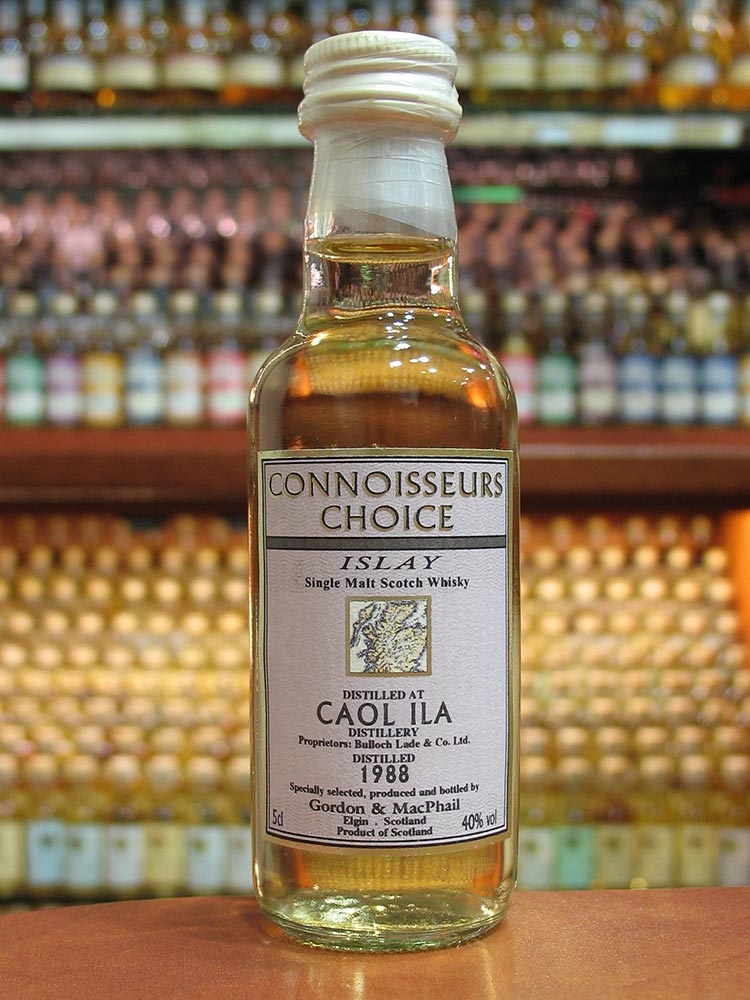 CONNOISSEURS
CHOICE
ISLAY
Single Malt Scotch Whisky
DISTILLED AT
CAOL ILA
DISTILLERY
Proprietors: Bulloch Lade & Co. Ltd.
DISTILLED
1988
Specially selected, produced and bottled by
Gordon & MacPhail
Elgin . Scotland
5cl Product of Scotland 40% vol